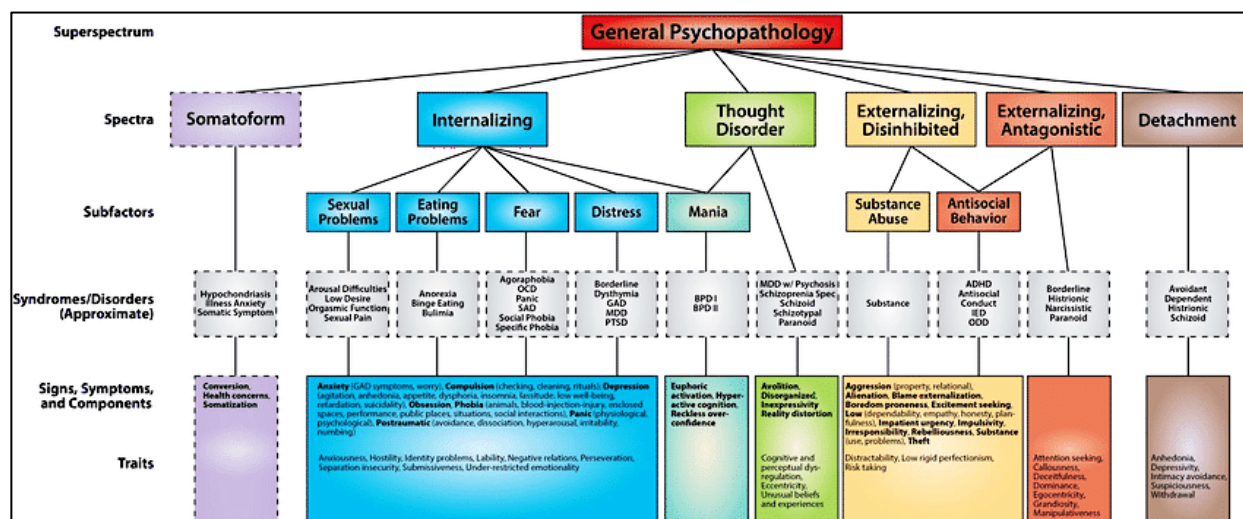 Superspectrum
General Psychopathology
Spectra
Somatoform
Internalizing
Thought
Disorder
Externalizing,
Disinhibited
Externalizing,
Antagonistic
Detachment
Subfactors
Sexual
Problems
Eating
Problems
Fear
Distress
Mania
Substance
Abuse
Antisocial
Behavior
Syndromes/Disorders
(Approximate)
Hypochondriasis
Illness Anxiety
Somatic Symptom
Arousal Difficulties
Low Desire
Orgasmic Function
Sexual Pain
Anorexia
Binge Eating
Bulimia
Agoraphobia
OCD
Panic
SAD
Social Phobia
Specific Phobia
Borderline
Dysthymia
GAD
MDD
PTSD
BPD I
BPD II
MDD w/ Psychosis
Schizoprenia Spec
Schizoid
Schizotypal
Paranoid
Substance
ADHD
Antisocial
Conduct
IED
ODD
Borderline
Histrionic
Narcissistic
Paranoid
Avoidant
Dependent
Histrionic
Schizoid
Signs, Symptoms,
and Components
Conversion,
Health concerns,
Somatization
Anxiety (GAD symptoms, worry); Compulsion (checking, cleaning, rituals); Depression
(agitation, anhedonia, appetite, dysphoria, insomnia, lassitude; low well-being,
retardation, suicidality); Obsession, Phobia (animals, blood-injection-injury, enclosed
spaces, performance, public places, situations, social interactions); Panic (physiological,
psychological); Postraumatic (avoidance, dissociation, hyperarousal, irritability,
numbing)
Euphoric
activation, Hyper-
active cognition,
Reckless over-
confidence
Avolition,
Disorganized,
Inexpressivity
Reality distortion
Aggression (property, relational),
Alienation, Blame externalization,
Boredom proneness, Excitement seeking,
Low (dependability, empathy, honesty, plan-
fulness), Impatient urgency, Impulsivity,
Irresponsibility, Rebelliousness, Substance
(use, problems), Theft
Traits
Anxiousness, Hostility, Identity problems, Lability, Negative relations, Perseveration,
Separation insecurity, Submissiveness, Under-restricted emotionality
Cognitive and
perceptual dys-
regulation,
Eccentricity,
Unusual beliefs
and experiences
Distractability, Low rigid perfectionism,
Risk taking
Attention seeking,
Callousness,
Deceitfulness,
Dominance,
Egocentricity,
Grandiosity,
Manipulativeness
Anhedonia,
Depressivity,
Intimacy avoidance,
Suspiciousness,
Withdrawal